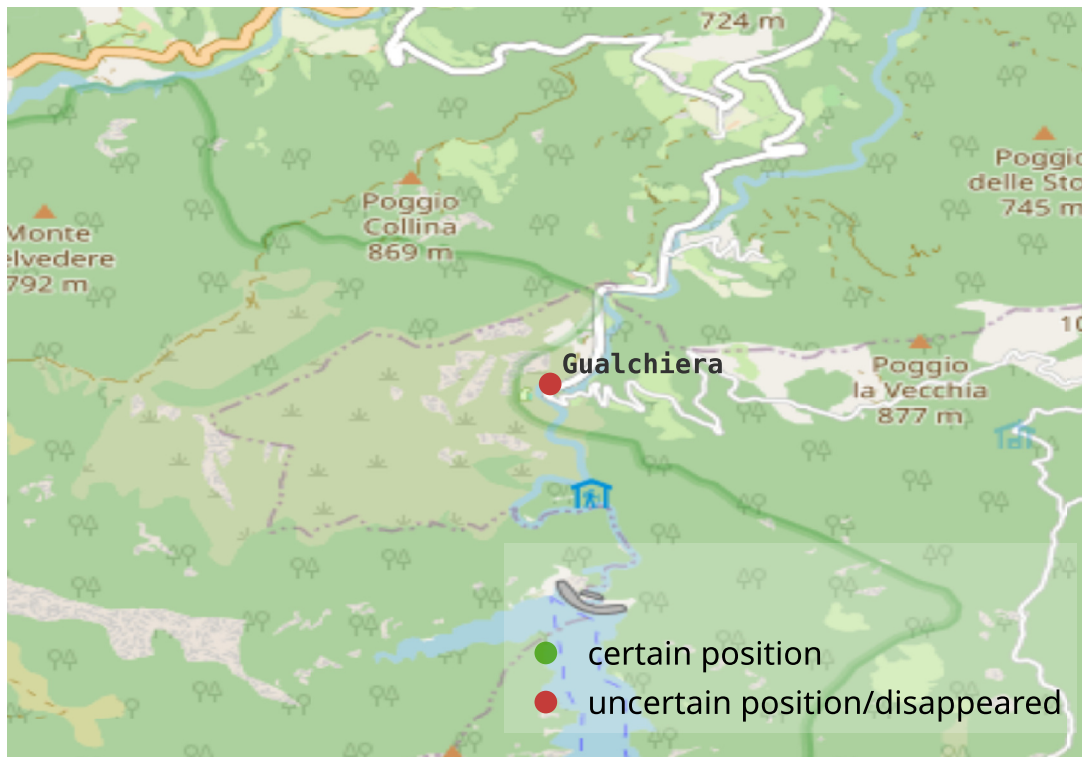 724 m
Poggio
delle Sto
745 m
Poggio
Collina
869 m
Monte
elvedere
792 m
10
Gualchiera
Poggio
la Vecchia
877 m
certain position
uncertain position/disappeared